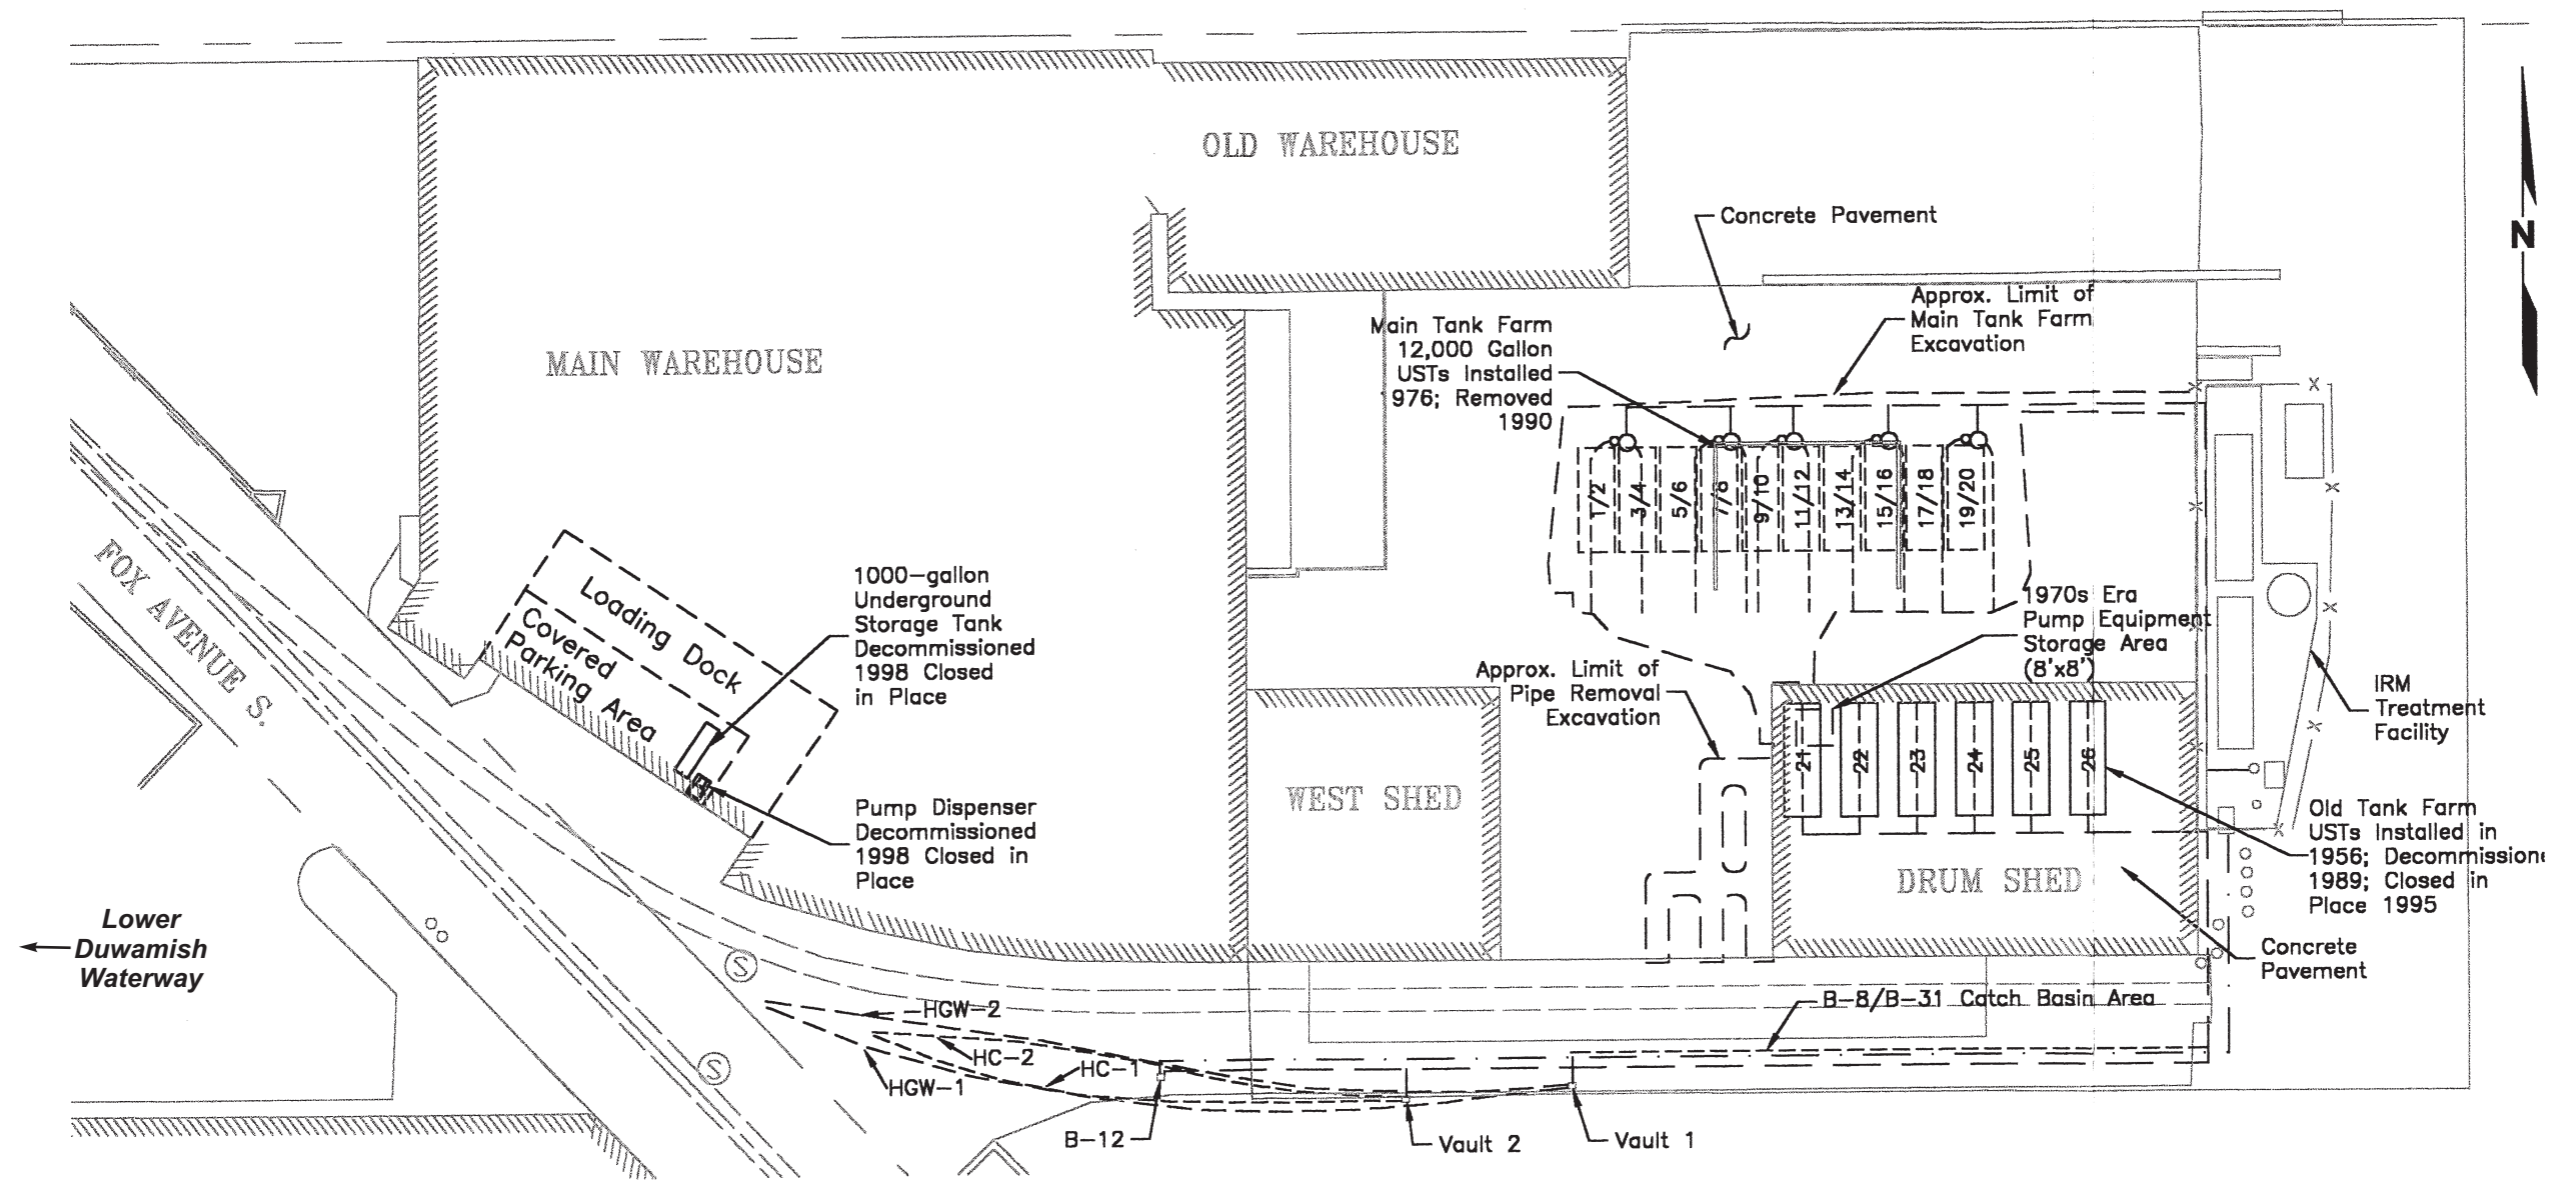 OLD WAREHOUSE
Concrete Pavement
N
Approx. Limit of
Main Tank Farm
Excavation
Main Tank Farm
12,000 Gallon
USTs Installed
976; Removed
1990
MAIN WAREHOUSE
1/2
3/4
5/6
7/8
9/10
11/12
13/14
15/16
17/18
19/20
FOX AVENUE S.
Loading Dock
Covered
Parking Area
1000-gallon
Underground
Storage Tank
Decommissioned
1998 Closed
in Place
1970s Era
Pump Equipment
Storage Area
(8'x8')
Approx. Limit of
Pipe Removal
Excavation
IRM
Treatment
Facility
21
22
23
24
25
26
WEST SHED
Pump Dispenser
Decommissioned
1998 Closed in
Place
Old Tank Farm
USTs Installed in
1956; Decommissione
1989; Closed in
Place 1995
DRUM SHED
Concrete
Pavement
Lower
Duwamish
Waterway
S
S
HGW-2
HC-2
HC-1
HGW-1
B-8/B-31 Catch Basin Area
B-12
Vault 2
Vault 1